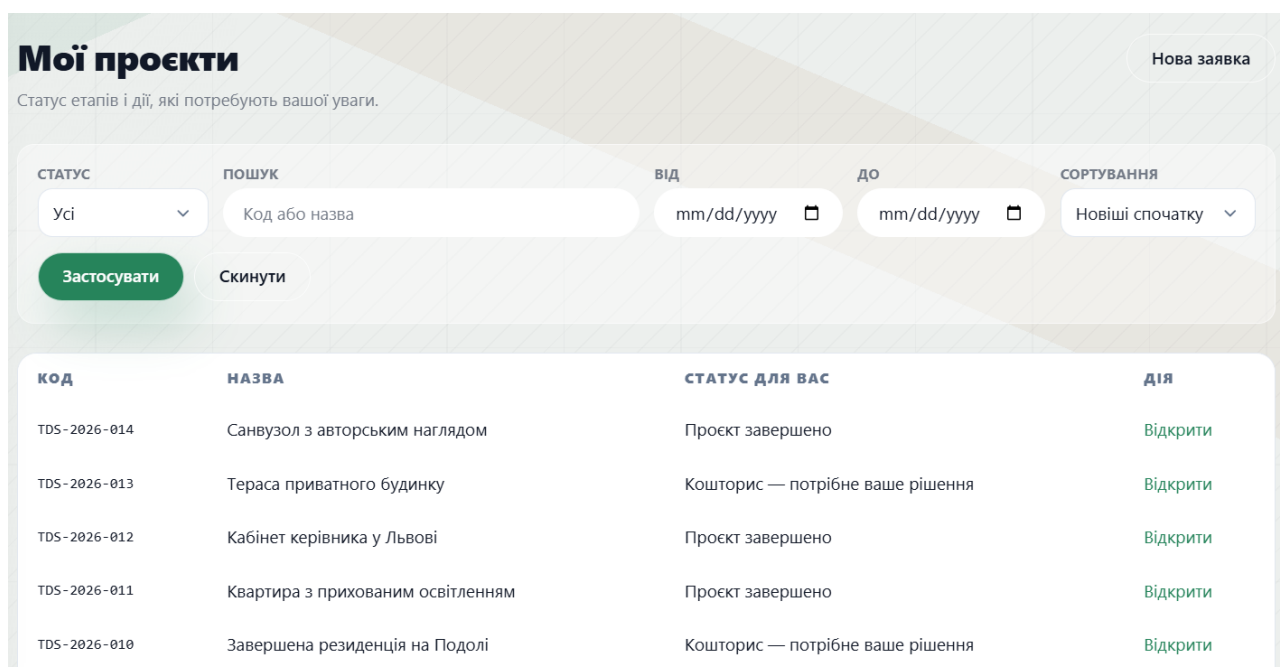 Мої проєкти
Нова заявка
Статус етапів і дії, які потребують вашої уваги.
СТАТУС ПОШУК ВІД ДО СОРТУВАННЯ
Усі Код або назва mm/dd/yyyy mm/dd/yyyy Новіші спочатку
Застосувати Скинути
КОД НАЗВА СТАТУС ДЛЯ ВАС ДІЯ
TDS-2026-014 Санвузол з авторським наглядом Проєкт завершено Відкрити
TDS-2026-013 Тераса приватного будинку Кошторис — потрібне ваше рішення Відкрити
TDS-2026-012 Кабінет керівника у Львові Проєкт завершено Відкрити
TDS-2026-011 Квартира з прихованим освітленням Проєкт завершено Відкрити
TDS-2026-010 Завершена резиденція на Подолі Кошторис — потрібне ваше рішення Відкрити